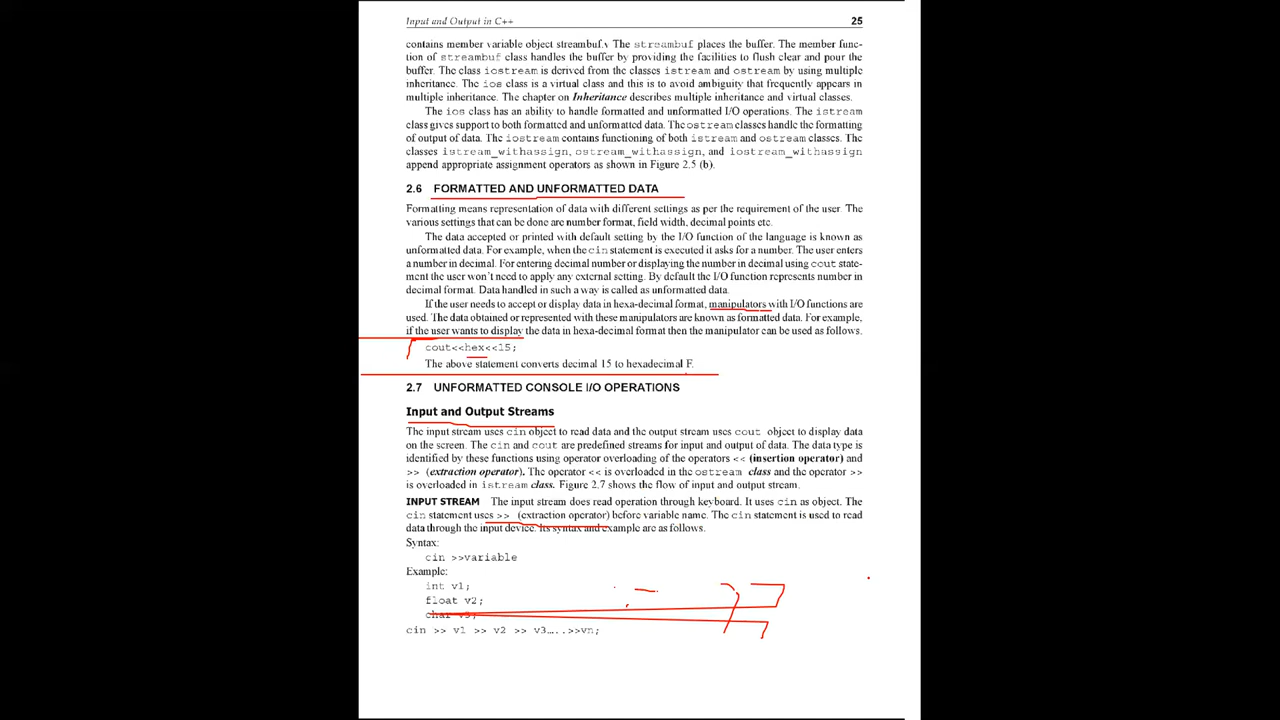 Input and Output in C++ 25
contains member variable object streambuf.v The streambuf places the buffer. The member func-
tion of streambuf class handles the buffer by providing the facilities to flush clear and pour the
buffer. The class iostream is derived from the classes istream and ostream by using multiple
inheritance. The ios class is a virtual class and this is to avoid ambiguity that frequently appears in
multiple inheritance. The chapter on Inheritance describes multiple inheritance and virtual classes.
The ios class has an ability to handle formatted and unformatted I/O operations. The istream
class gives support to both formatted and unformatted data. The ostream classes handle the formatting
of output of data. The iostream contains functioning of both istream and ostream classes. The
classes istream_withassign, ostream_withassign, and iostream_withassign
append appropriate assignment operators as shown in Figure 2.5 (b).
2.6 FORMATTED AND UNFORMATTED DATA
Formatting means representation of data with different settings as per the requirement of the user. The
various settings that can be done are number format, field width, decimal points etc.
The data accepted or printed with default setting by the I/O function of the language is known as
unformatted data. For example, when the cin statement is executed it asks for a number. The user enters
a number in decimal. For entering decimal number or displaying the number in decimal using cout state-
ment the user won't need to apply any external setting. By default the I/O function represents number in
decimal format. Data handled in such a way is called as unformatted data.
If the user needs to accept or display data in hexa-decimal format, manipulators with I/O functions are
used. The data obtained or represented with these manipulators are known as formatted data. For example,
if the user wants to display the data in hexa-decimal format then the manipulator can be used as follows.
cout<<hex<<15;
The above statement converts decimal 15 to hexadecimal F.
2.7 UNFORMATTED CONSOLE I/O OPERATIONS
Input and Output Streams
The input stream uses cin object to read data and the output stream uses cout object to display data
on the screen. The cin and cout are predefined streams for input and output of data. The data type is
identified by these functions using operator overloading of the operators << (insertion operator) and
>> (extraction operator). The operator << is overloaded in the ostream class and the operator >>
is overloaded in istream class. Figure 2.7 shows the flow of input and output stream.
INPUT STREAM The input stream does read operation through keyboard. It uses cin as object. The
cin statement uses >> (extraction operator) before variable name. The cin statement is used to read
data through the input device. Its syntax and example are as follows.
Syntax:
cin >>variable
Example:
int v1;
float v2;
char v3;
cin >> v1 >> v2 >> v3.....>>vn;